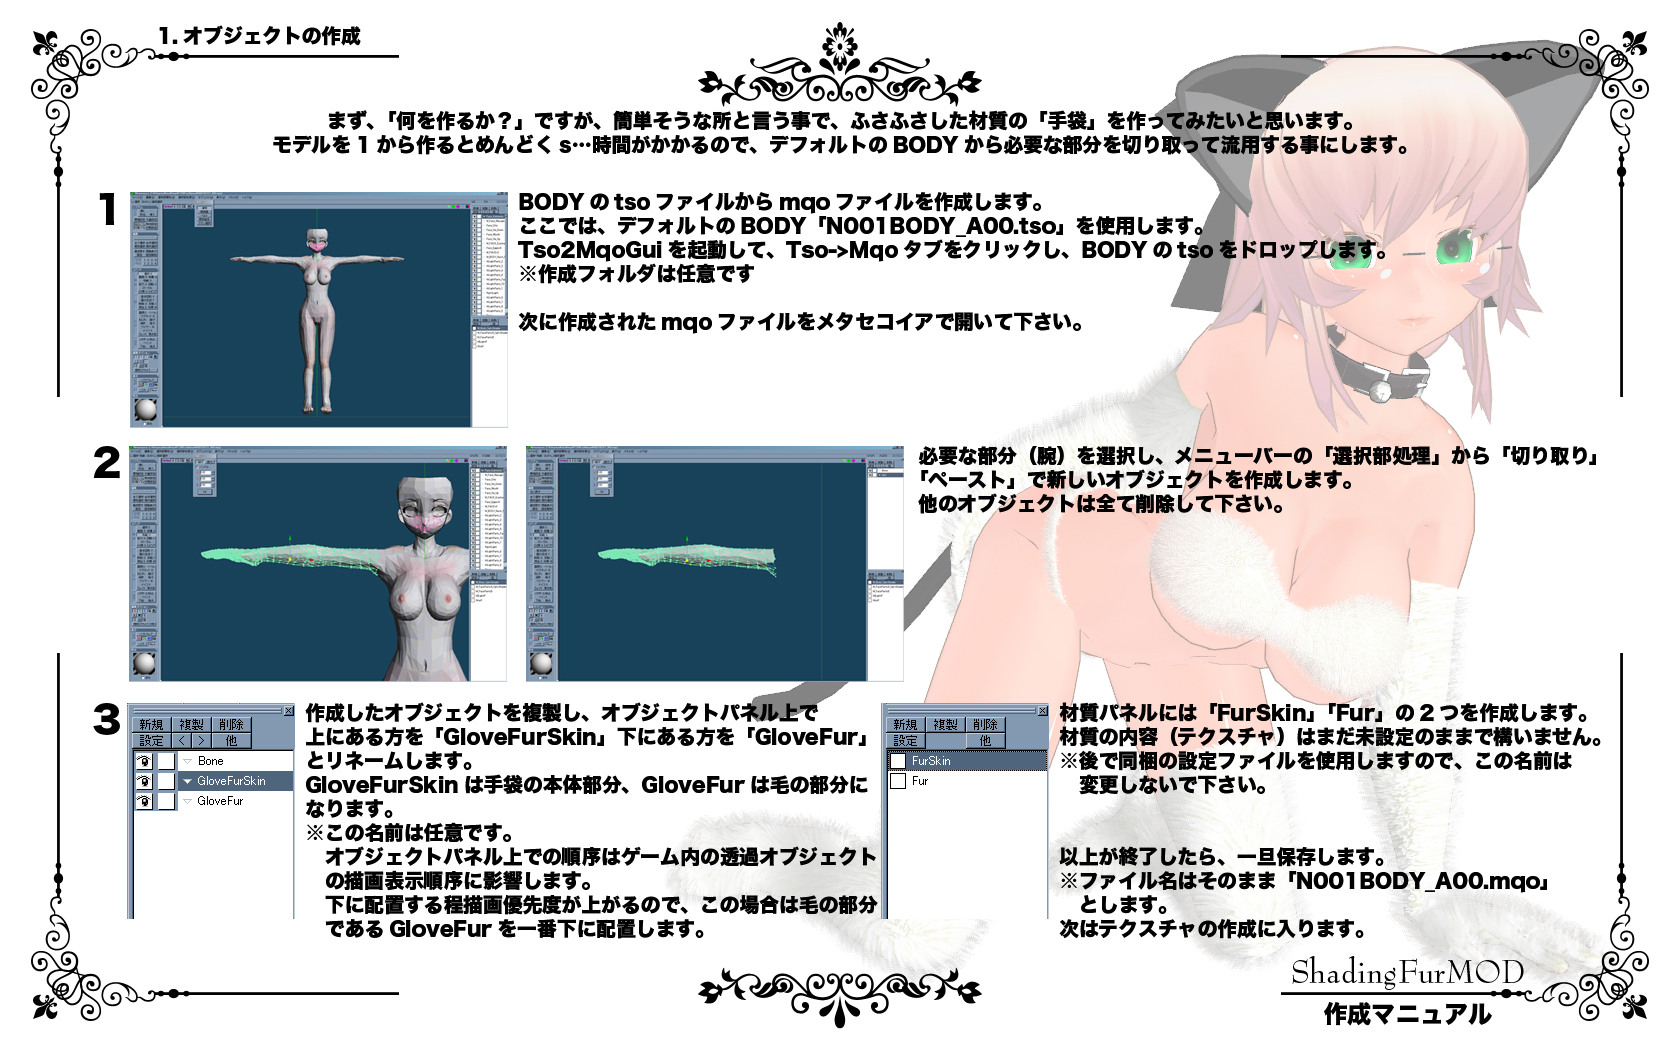 1. オブジェクトの作成
まず、「何を作るか？」ですが、簡単そうな所と言う事で、ふさふさした材質の「手袋」を作ってみたいと思います。
モデルを 1 から作るとめんどく s…時間がかかるので、デフォルトの BODY から必要な部分を切り取って流用する事にします。
1
BODY の tso ファイルから mqo ファイルを作成します。
ここでは、デフォルトの BODY「N001BODY_A00.tso」を使用します。
Tso2MqoGui を起動して、Tso->Mqo タブをクリックし、BODY の tso をドロップします。
※作成フォルダは任意です
次に作成された mqo ファイルをメタセコイアで開いて下さい。
2
必要な部分（腕）を選択し、メニューバーの「選択部処理」から「切り取り」
「ペースト」で新しいオブジェクトを作成します。
他のオブジェクトは全て削除して下さい。
3
新規 複製 削除
設定 < > 他
Bone
GloveFurSkin
GloveFur
作成したオブジェクトを複製し、オブジェクトパネル上で
上にある方を「GloveFurSkin」下にある方を「GloveFur」
とリネームします。
GloveFurSkin は手袋の本体部分、GloveFur は毛の部分に
なります。
※この名前は任意です。
オブジェクトパネル上での順序はゲーム内の透過オブジェクト
の描画表示順序に影響します。
下に配置する程描画優先度が上がるので、この場合は毛の部分
である GloveFur を一番下に配置します。
新規 複製 削除
設定 他
FurSkin
Fur
材質パネルには「FurSkin」「Fur」の 2 つを作成します。
材質の内容（テクスチャ）はまだ未設定のままで構いません。
※後で同梱の設定ファイルを使用しますので、この名前は
変更しないで下さい。
以上が終了したら、一旦保存します。
※ファイル名はそのまま「N001BODY_A00.mqo」
とします。
次はテクスチャの作成に入ります。
ShadingFurMOD
作成マニュアル